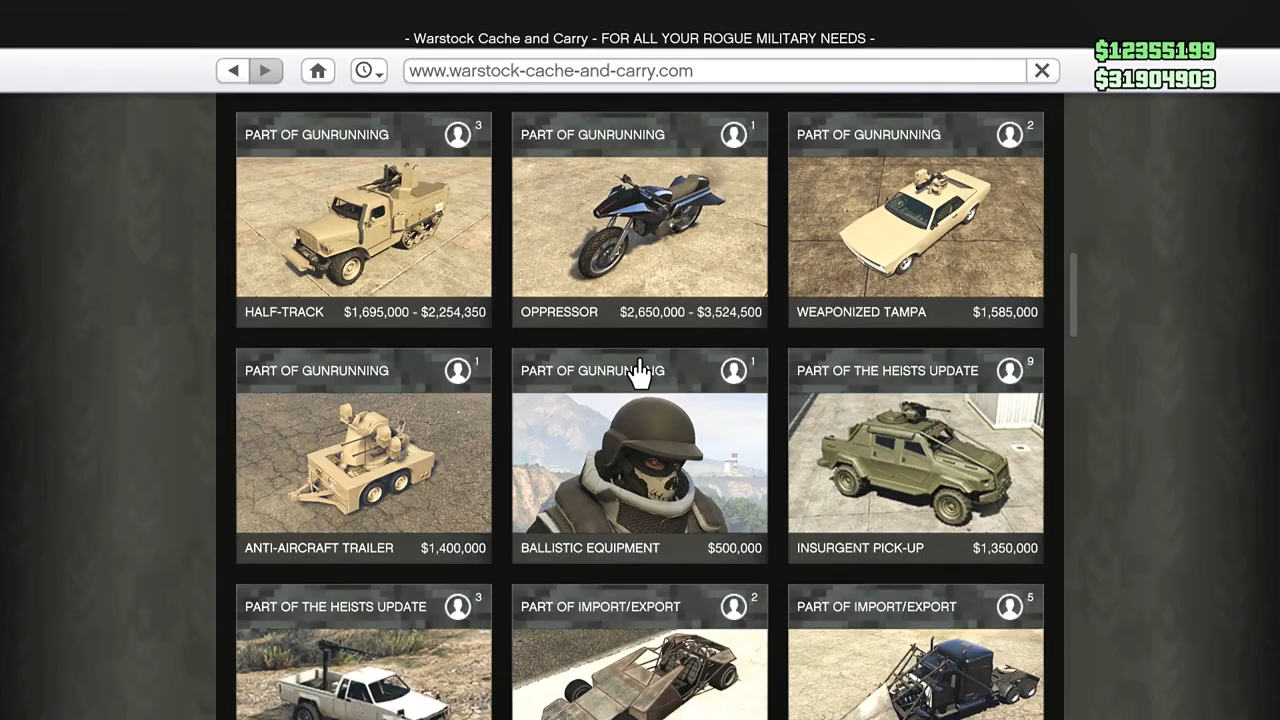 - Warstock Cache and Carry - FOR ALL YOUR ROGUE MILITARY NEEDS -
$12355199
www.warstock-cache-and-carry.com
$31904903
PART OF GUNRUNNING 3
PART OF GUNRUNNING 1
PART OF GUNRUNNING 2
HALF-TRACK $1,695,000 - $2,254,350
OPPRESSOR $2,650,000 - $3,524,500
WEAPONIZED TAMPA $1,585,000
PART OF GUNRUNNING 1
PART OF GUNRUNNING 1
PART OF THE HEISTS UPDATE 9
ANTI-AIRCRAFT TRAILER $1,400,000
BALLISTIC EQUIPMENT $500,000
INSURGENT PICK-UP $1,350,000
PART OF THE HEISTS UPDATE 3
PART OF IMPORT/EXPORT 2
PART OF IMPORT/EXPORT 5